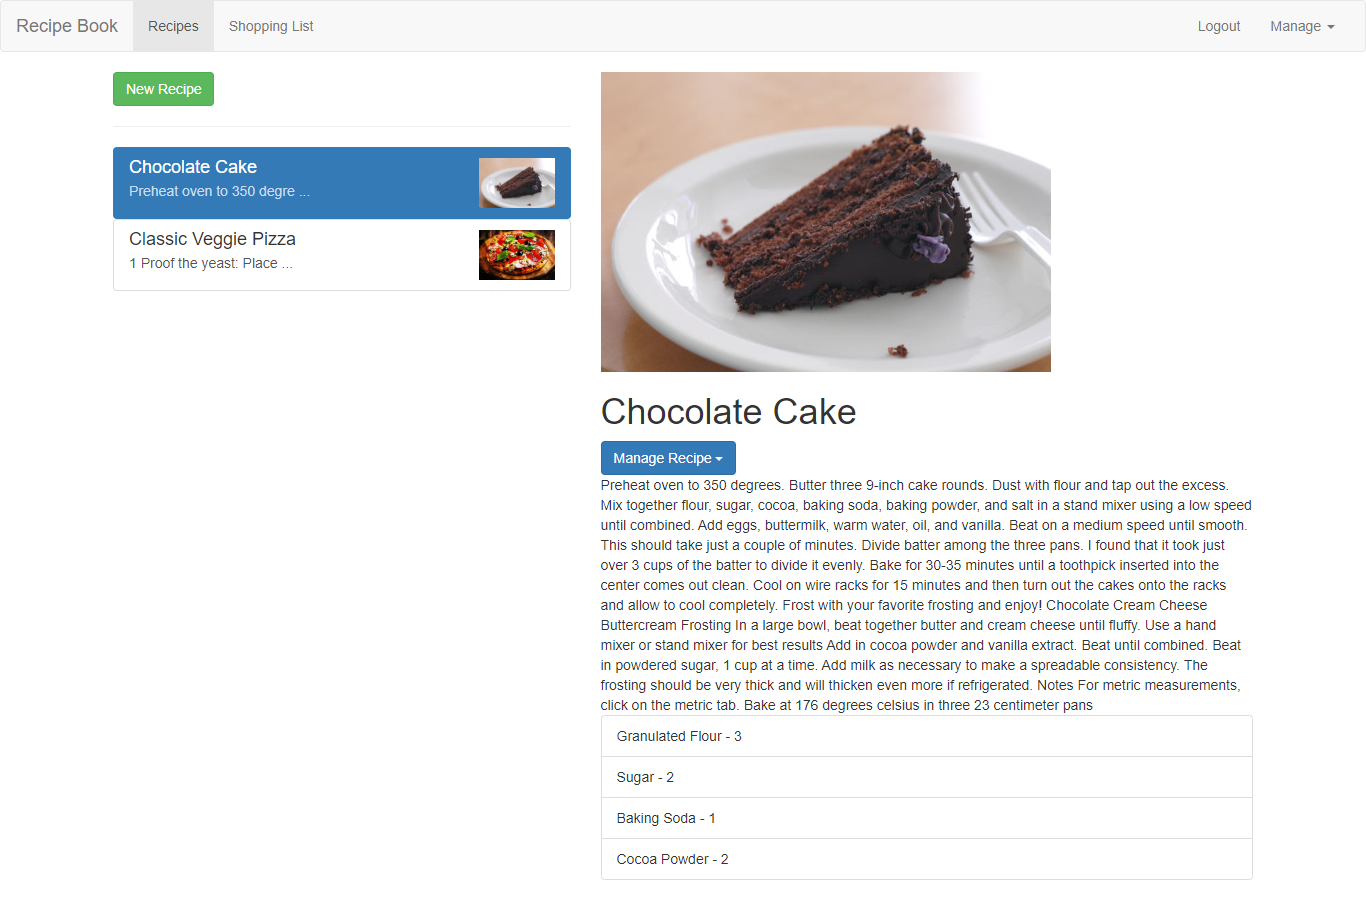 Recipe Book Recipes Shopping List Logout Manage
New Recipe
Chocolate Cake
Preheat oven to 350 degre ...
Classic Veggie Pizza
1 Proof the yeast: Place ...
Chocolate Cake
Manage Recipe
Preheat oven to 350 degrees. Butter three 9-inch cake rounds. Dust with flour and tap out the excess.
Mix together flour, sugar, cocoa, baking soda, baking powder, and salt in a stand mixer using a low speed
until combined. Add eggs, buttermilk, warm water, oil, and vanilla. Beat on a medium speed until smooth.
This should take just a couple of minutes. Divide batter among the three pans. I found that it took just
over 3 cups of the batter to divide it evenly. Bake for 30-35 minutes until a toothpick inserted into the
center comes out clean. Cool on wire racks for 15 minutes and then turn out the cakes onto the racks
and allow to cool completely. Frost with your favorite frosting and enjoy! Chocolate Cream Cheese
Buttercream Frosting In a large bowl, beat together butter and cream cheese until fluffy. Use a hand
mixer or stand mixer for best results Add in cocoa powder and vanilla extract. Beat until combined. Beat
in powdered sugar, 1 cup at a time. Add milk as necessary to make a spreadable consistency. The
frosting should be very thick and will thicken even more if refrigerated. Notes For metric measurements,
click on the metric tab. Bake at 176 degrees celsius in three 23 centimeter pans
Granulated Flour - 3
Sugar - 2
Baking Soda - 1
Cocoa Powder - 2